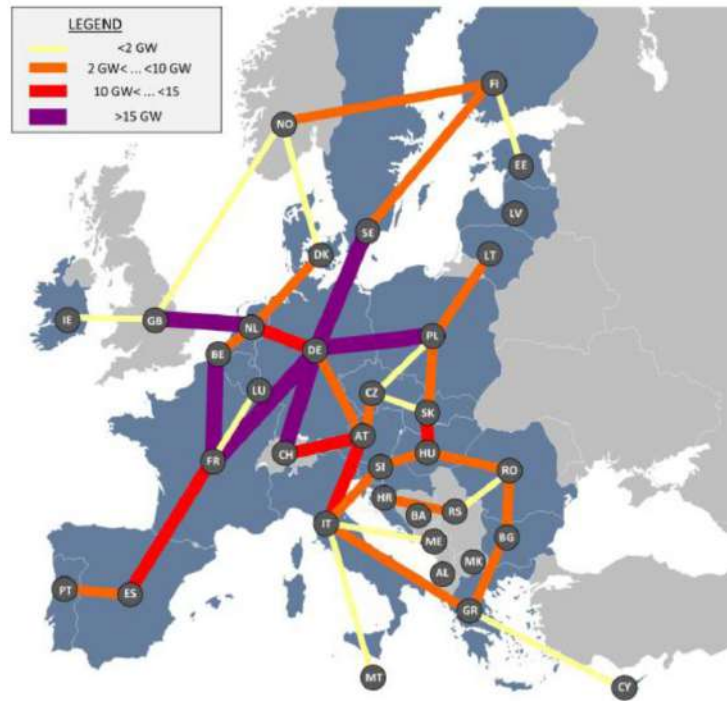 LEGEND
<2 GW
2 GW< ... <10 GW
10 GW< ... <15
>15 GW
FI
NO
EE
LV
SE
DK
LT
IE
GB
NL
PL
BE
DE
LU
CZ
SK
AT
FR
CH
HU
SI
RO
HR
BA
RS
IT
ME
BG
MK
AL
PT
ES
GR
MT
CY